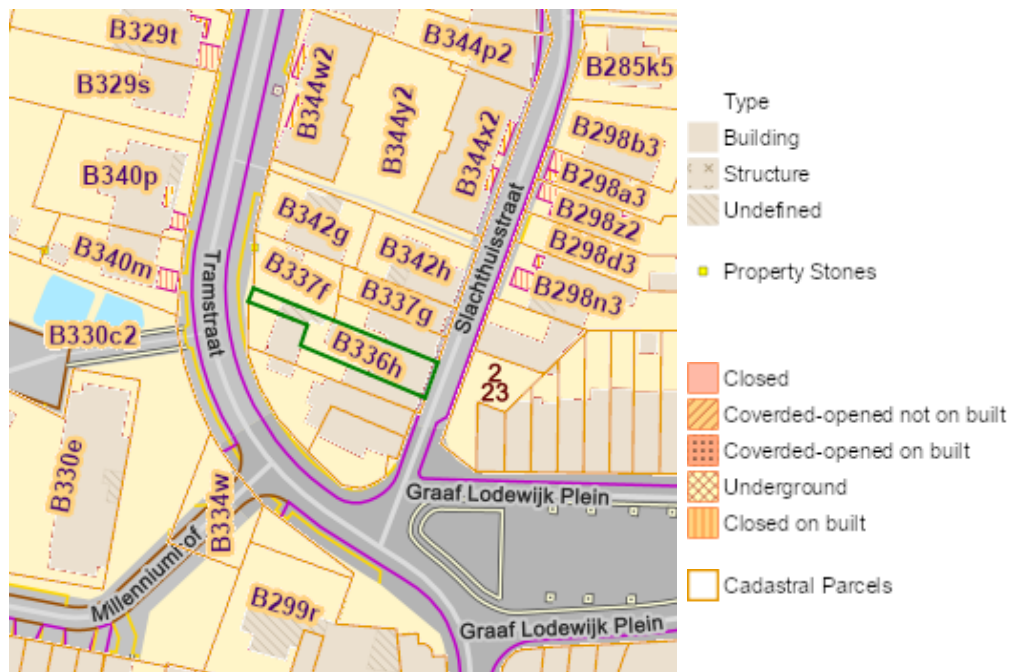 B329t
B344w2
B344p2
B285k5
B329s
B344y2
B344x2
B298b3
B340p
B298a3
B298z2
B342g
B342h
B298d3
B340m
B337f
B337g
B298n3
Tramstraat
Slachthuisstraat
B330c2
B336h
2
23
B330e
B334w
Graaf Lodewijk Plein
Millenniumhof
B299r
Graaf Lodewijk Plein
Type
Building
Structure
Undefined
Property Stones
Closed
Coverded-opened not on built
Coverded-opened on built
Underground
Closed on built
Cadastral Parcels